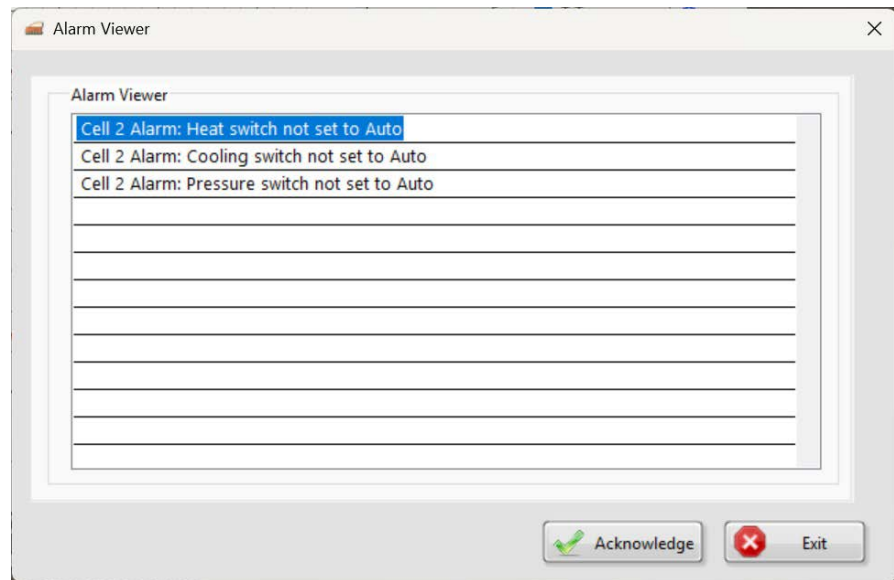 Alarm Viewer
Alarm Viewer
Cell 2 Alarm: Heat switch not set to Auto
Cell 2 Alarm: Cooling switch not set to Auto
Cell 2 Alarm: Pressure switch not set to Auto
Acknowledge Exit